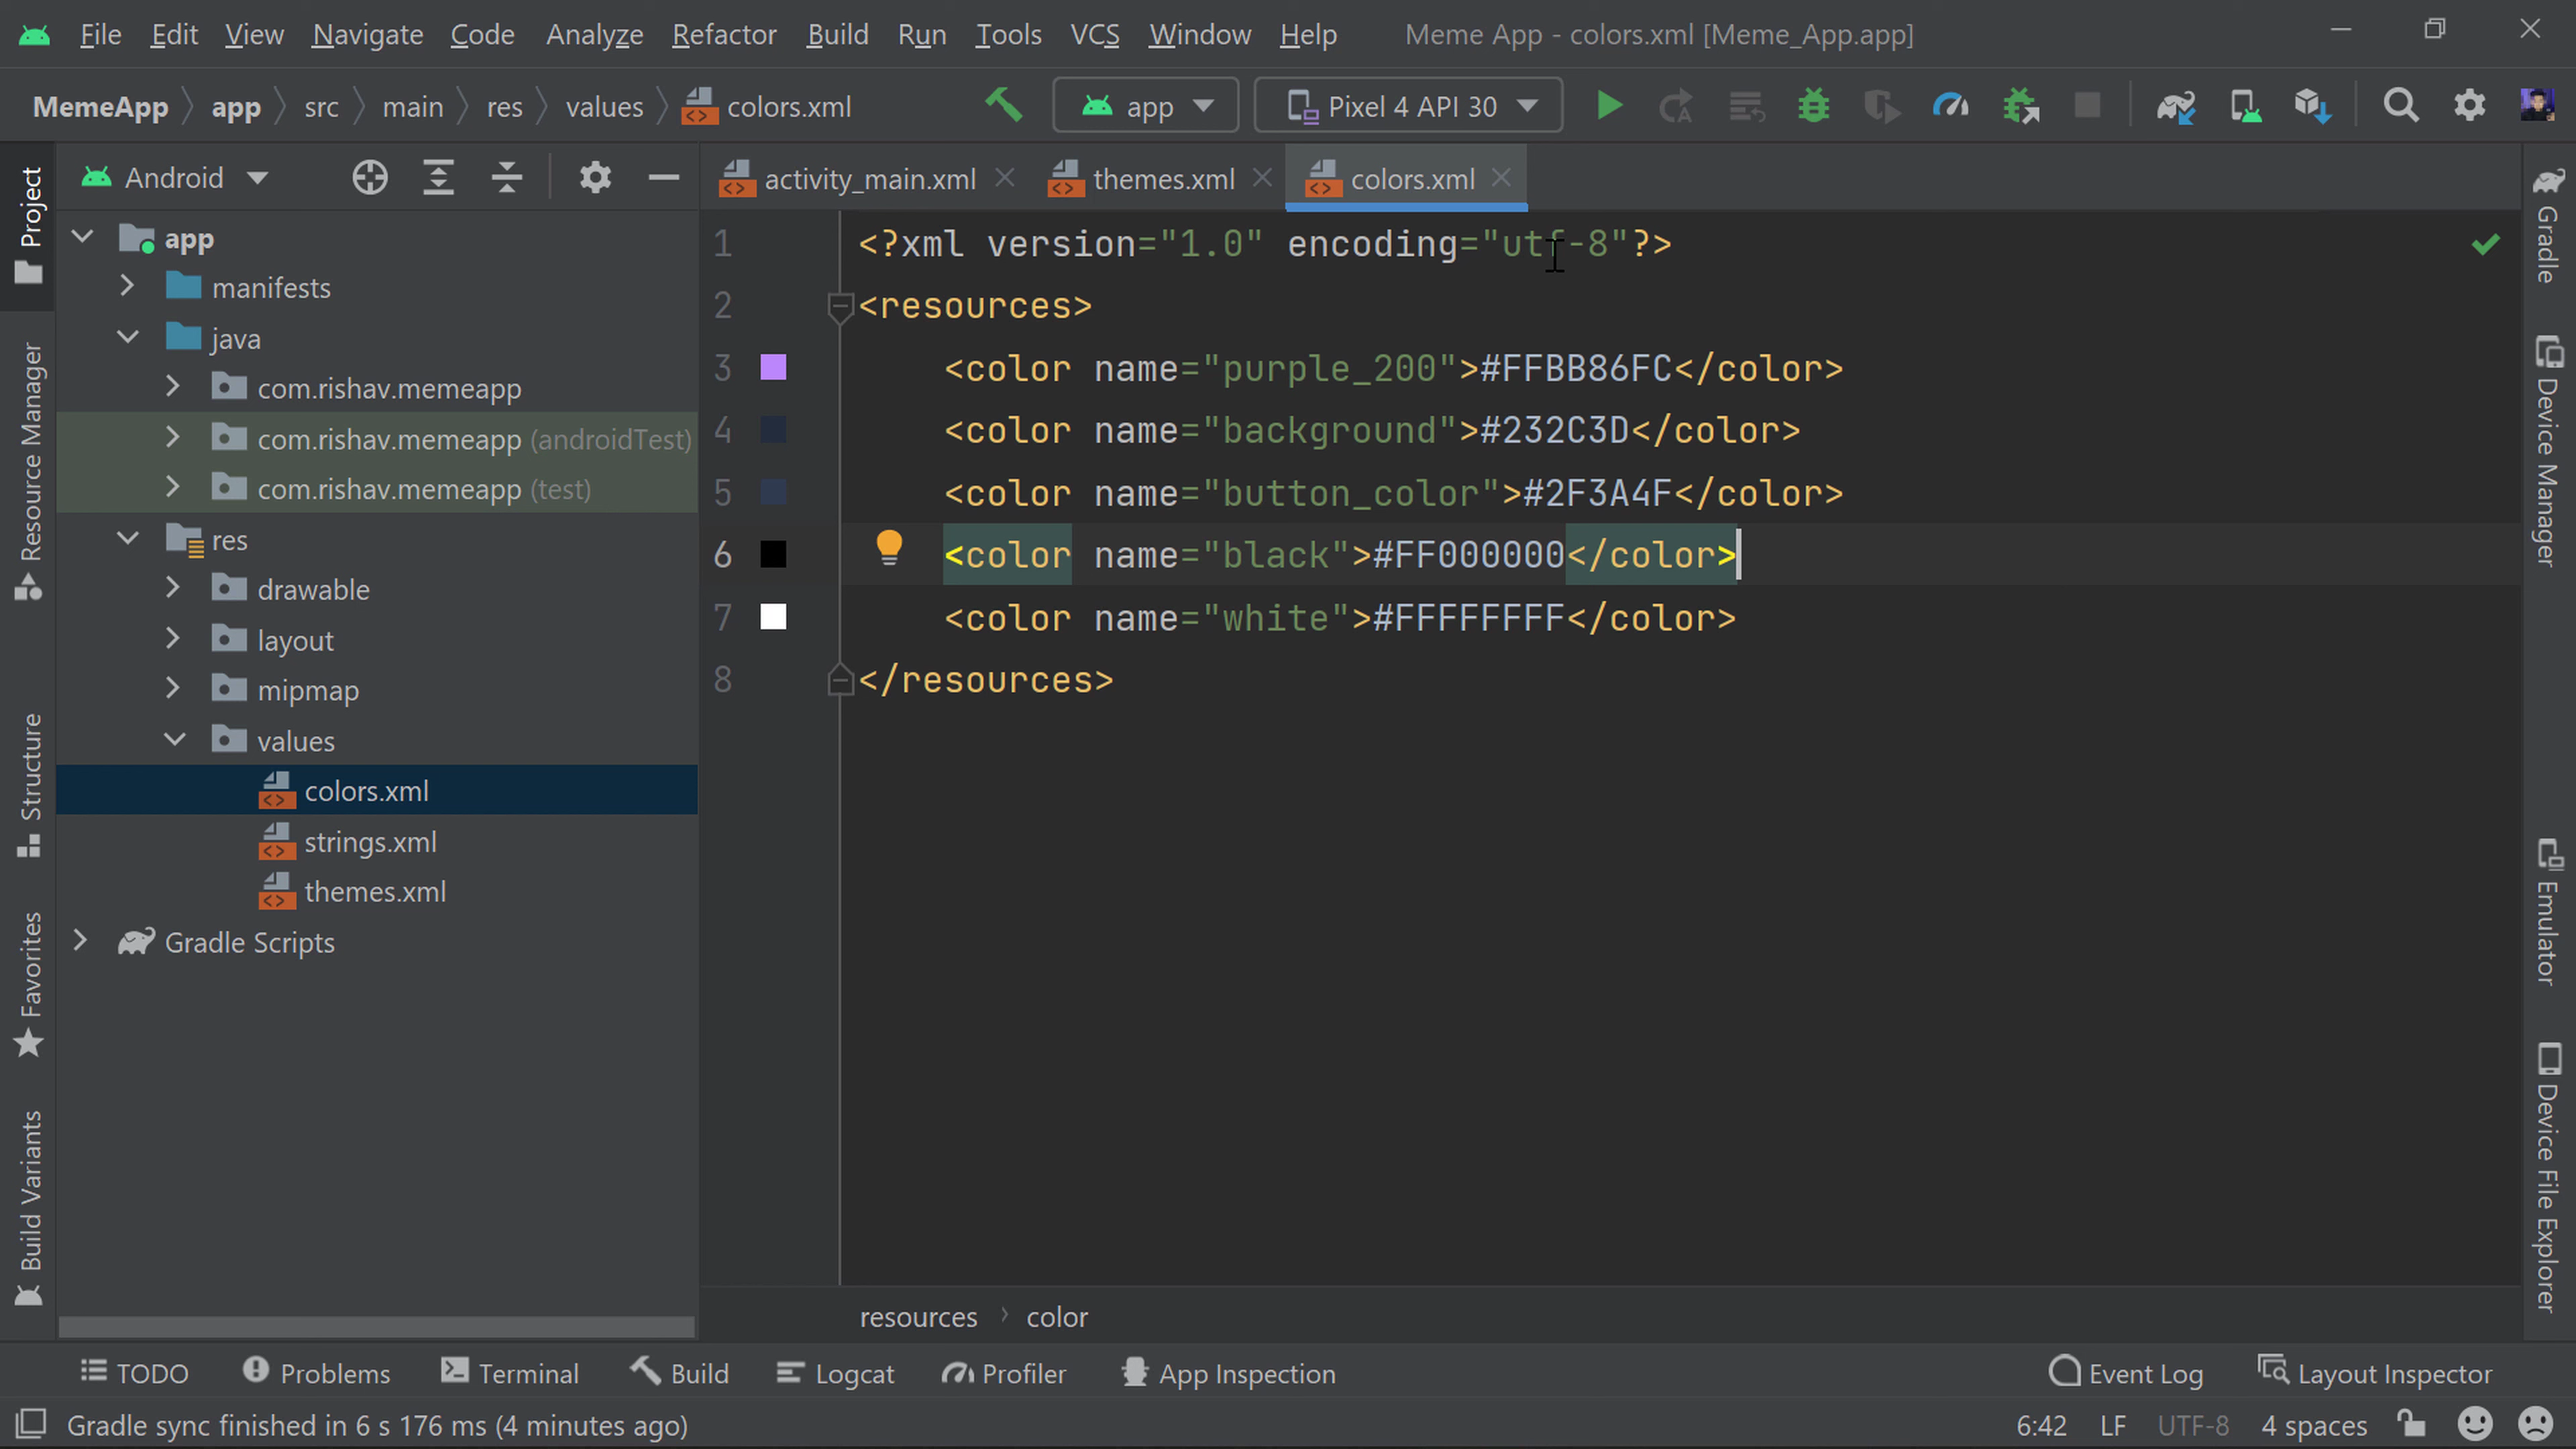 File Edit View Navigate Code Analyze Refactor Build Run Tools VCS Window Help Meme App - colors.xml [Meme_App.app]
MemeApp app src main res values colors.xml app Pixel 4 API 30
Project
Android
activity_main.xml themes.xml colors.xml
Gradle
app
manifests
java
com.rishav.memeapp
com.rishav.memeapp (androidTest)
com.rishav.memeapp (test)
res
drawable
layout
mipmap
values
colors.xml
strings.xml
themes.xml
Gradle Scripts
Resource Manager
Structure
Favorites
Build Variants
1 <?xml version="1.0" encoding="utf-8"?>
2 <resources>
3 <color name="purple_200">#FFBB86FC</color>
4 <color name="background">#232C3D</color>
5 <color name="button_color">#2F3A4F</color>
6 <color name="black">#FF000000</color>
7 <color name="white">#FFFFFFFF</color>
8 </resources>
Device Manager
Emulator
Device File Explorer
resources color
TODO Problems Terminal Build Logcat Profiler App Inspection Event Log Layout Inspector
Gradle sync finished in 6 s 176 ms (4 minutes ago) 6:42 LF UTF-8 4 spaces